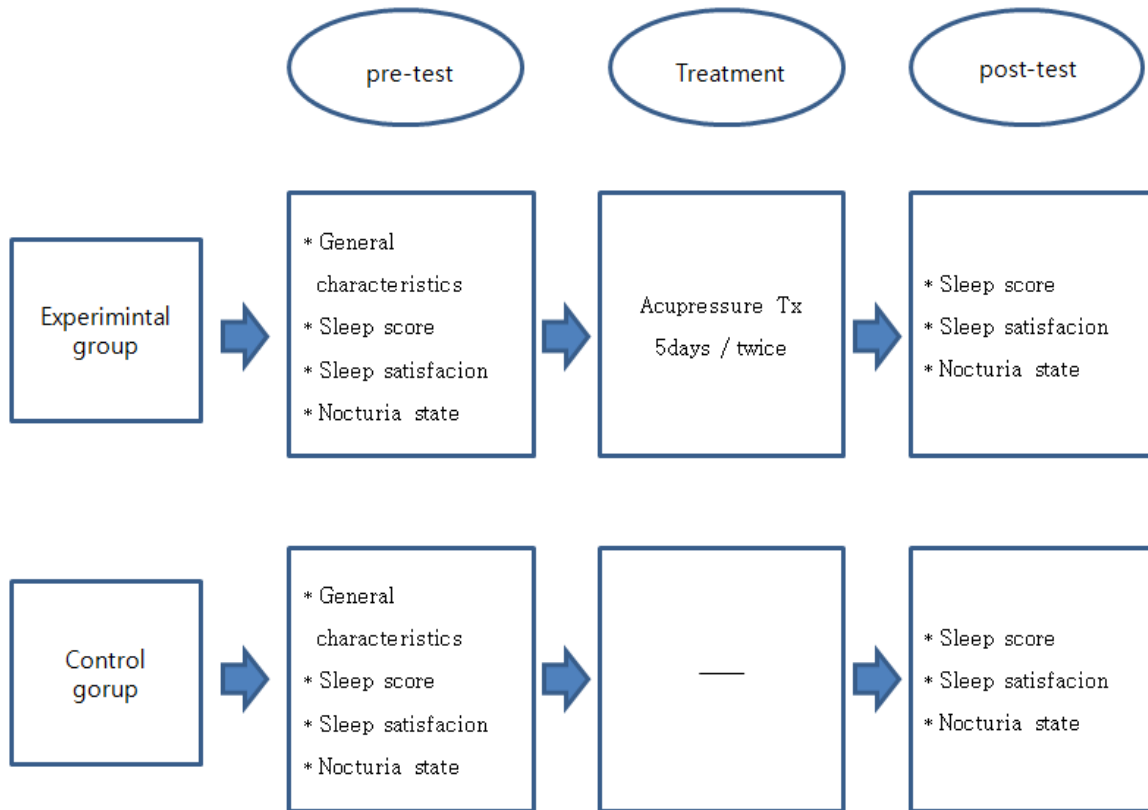 pre-test
Treatment
post-test
Experimintal
group
* General
characteristics
* Sleep score
* Sleep satisfacion
* Nocturia state
Acupressure Tx
5days / twice
* Sleep score
* Sleep satisfacion
* Nocturia state
Control
gorup
* General
characteristics
* Sleep score
* Sleep satisfacion
* Nocturia state
—
* Sleep score
* Sleep satisfacion
* Nocturia state